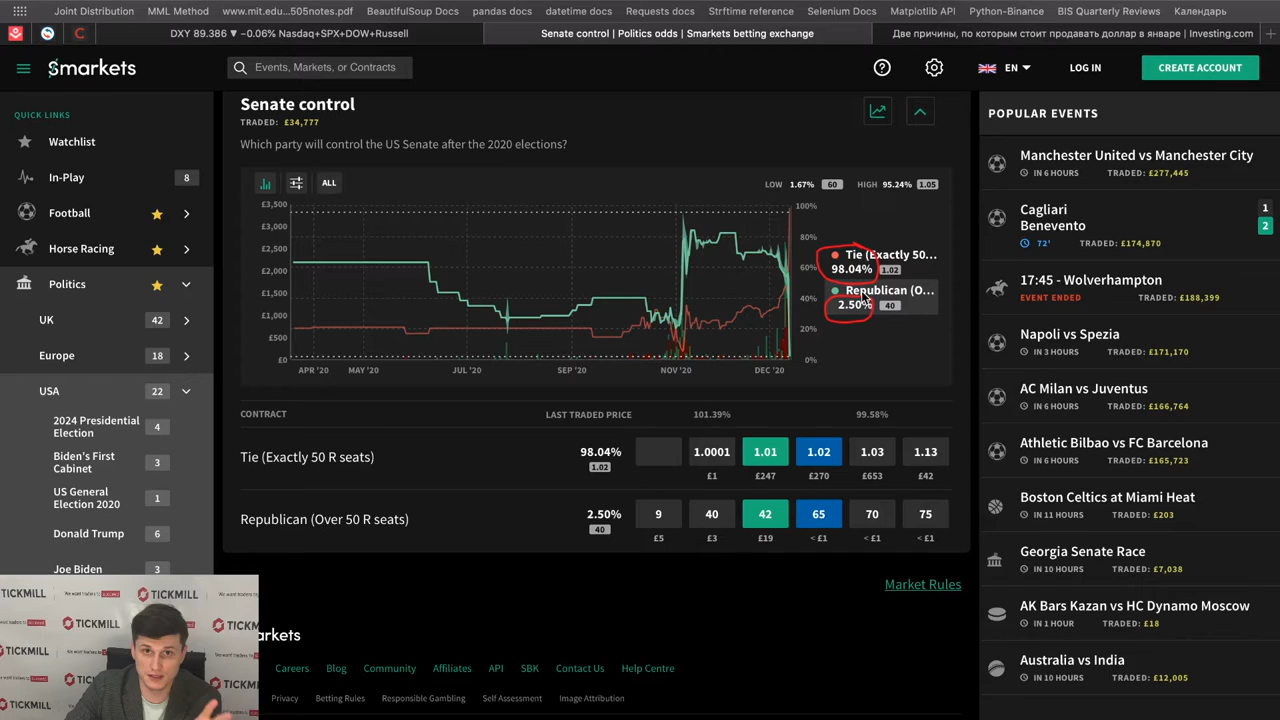 Joint Distribution MML Method www.mit.edu...505notes.pdf BeautifulSoup Docs pandas docs datetime docs Requests docs Strftime reference Selenium Docs Matplotlib API Python-Binance BIS Quarterly Reviews Календарь
DXY 89.386 ▼ −0.06% Nasdaq+SPX+DOW+Russell Senate control | Politics odds | Smarkets betting exchange Две причины, по которым стоит продавать доллар в январе | Investing.com
Smarkets Events, Markets, or Contracts EN LOG IN CREATE ACCOUNT
QUICK LINKS
Watchlist
In-Play 8
Football
Horse Racing
Politics
UK 42
Europe 18
USA 22
2024 Presidential
Election 4
Biden's First
Cabinet 3
US General
Election 2020 1
Donald Trump 6
Joe Biden 3
Senate control
TRADED: £34,777
Which party will control the US Senate after the 2020 elections?
ALL LOW 1.67% 60 HIGH 95.24% 1.05
£3,500
£3,000
£2,500
£2,000
£1,500
£1,000
£500
£0
100%
80%
60%
40%
20%
0%
APR '20 MAY '20 JUL '20 SEP '20 NOV '20 DEC '20
Tie (Exactly 50...
98.04% 1.02
Republican (O...
2.50% 40
CONTRACT LAST TRADED PRICE 101.39% 99.58%
Tie (Exactly 50 R seats) 98.04% 1.0001 1.01 1.02 1.03 1.13
1.02 £1 £247 £270 £653 £42
Republican (Over 50 R seats) 2.50% 9 40 42 65 70 75
40 £5 £3 £19 < £1 < £1 < £1
Market Rules
arkets
Careers Blog Community Affiliates API SBK Contact Us Help Centre
Privacy Betting Rules Responsible Gambling Self Assessment Image Attribution
POPULAR EVENTS
Manchester United vs Manchester City
IN 6 HOURS TRADED: £277,445
Cagliari 1
Benevento 2
72' TRADED: £174,870
17:45 - Wolverhampton
EVENT ENDED TRADED: £188,399
Napoli vs Spezia
IN 3 HOURS TRADED: £171,170
AC Milan vs Juventus
IN 6 HOURS TRADED: £166,764
Athletic Bilbao vs FC Barcelona
IN 6 HOURS TRADED: £165,723
Boston Celtics at Miami Heat
IN 11 HOURS TRADED: £203
Georgia Senate Race
IN 10 HOURS TRADED: £7,038
AK Bars Kazan vs HC Dynamo Moscow
IN 1 HOUR TRADED: £18
Australia vs India
IN 10 HOURS TRADED: £12,005
TICKMILL TICKMILL
TICKMILL
TICKMILL
TICKMILL